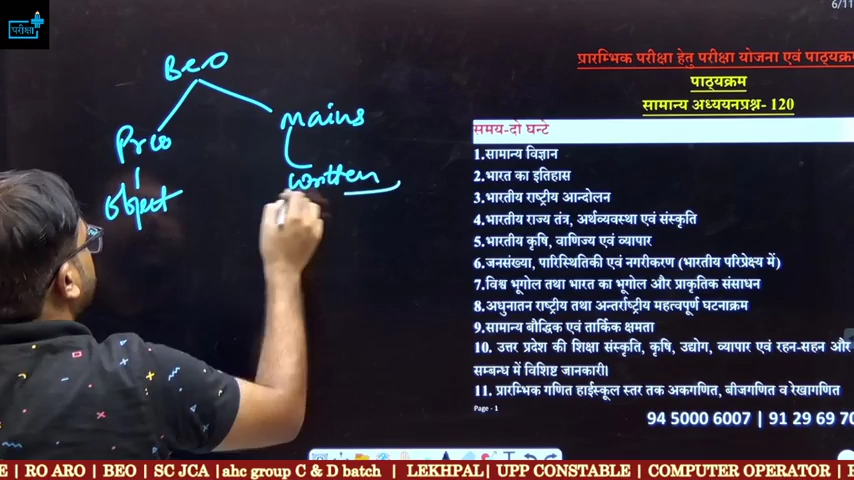 परीक्षा
6/11
BeO
Pre
mains
object
written
प्रारम्भिक परीक्षा हेतु परीक्षा योजना एवं पाठ्यक्रम
पाठ्यक्रम
सामान्य अध्ययनप्रश्न- 120
समय-दो घन्टे
1.सामान्य विज्ञान
2.भारत का इतिहास
3.भारतीय राष्ट्रीय आन्दोलन
4.भारतीय राज्य तंत्र, अर्थव्यवस्था एवं संस्कृति
5.भारतीय कृषि, वाणिज्य एवं व्यापार
6.जनसंख्या, पारिस्थितिकी एवं नगरीकरण (भारतीय परिप्रेक्ष्य में)
7.विश्व भूगोल तथा भारत का भूगोल और प्राकृतिक संसाधन
8.अधुनातन राष्ट्रीय तथा अन्तर्राष्ट्रीय महत्वपूर्ण घटनाक्रम
9.सामान्य बौद्धिक एवं तार्किक क्षमता
10. उत्तर प्रदेश की शिक्षा संस्कृति, कृषि, उद्योग, व्यापार एवं रहन-सहन और
सम्बन्ध में विशिष्ट जानकारी।
11. प्रारम्भिक गणित हाईस्कूल स्तर तक अकगणित, बीजगणित व रेखागणित
Page - 1
94 5000 6007 | 91 29 69 70
E | RO ARO | BEO | SC JCA |ahc group C & D batch | LEKHPAL| UPP CONSTABLE | COMPUTER OPERATOR |